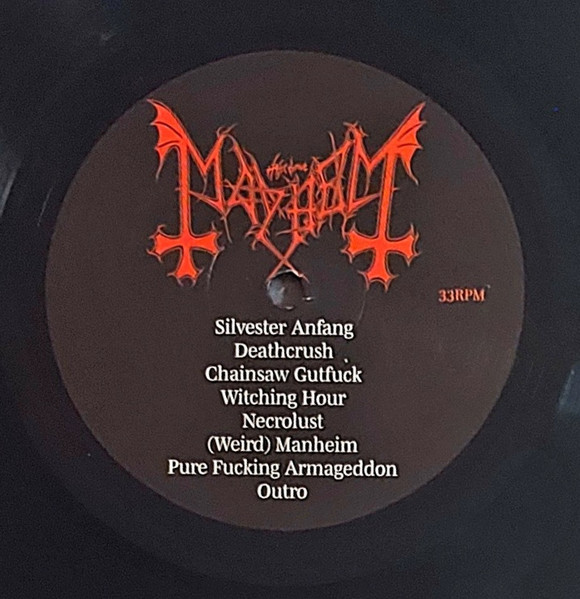 Mayhem
33RPM
Silvester Anfang
Deathcrush
Chainsaw Gutfuck
Witching Hour
Necrolust
(Weird) Manheim
Pure Fucking Armageddon
Outro